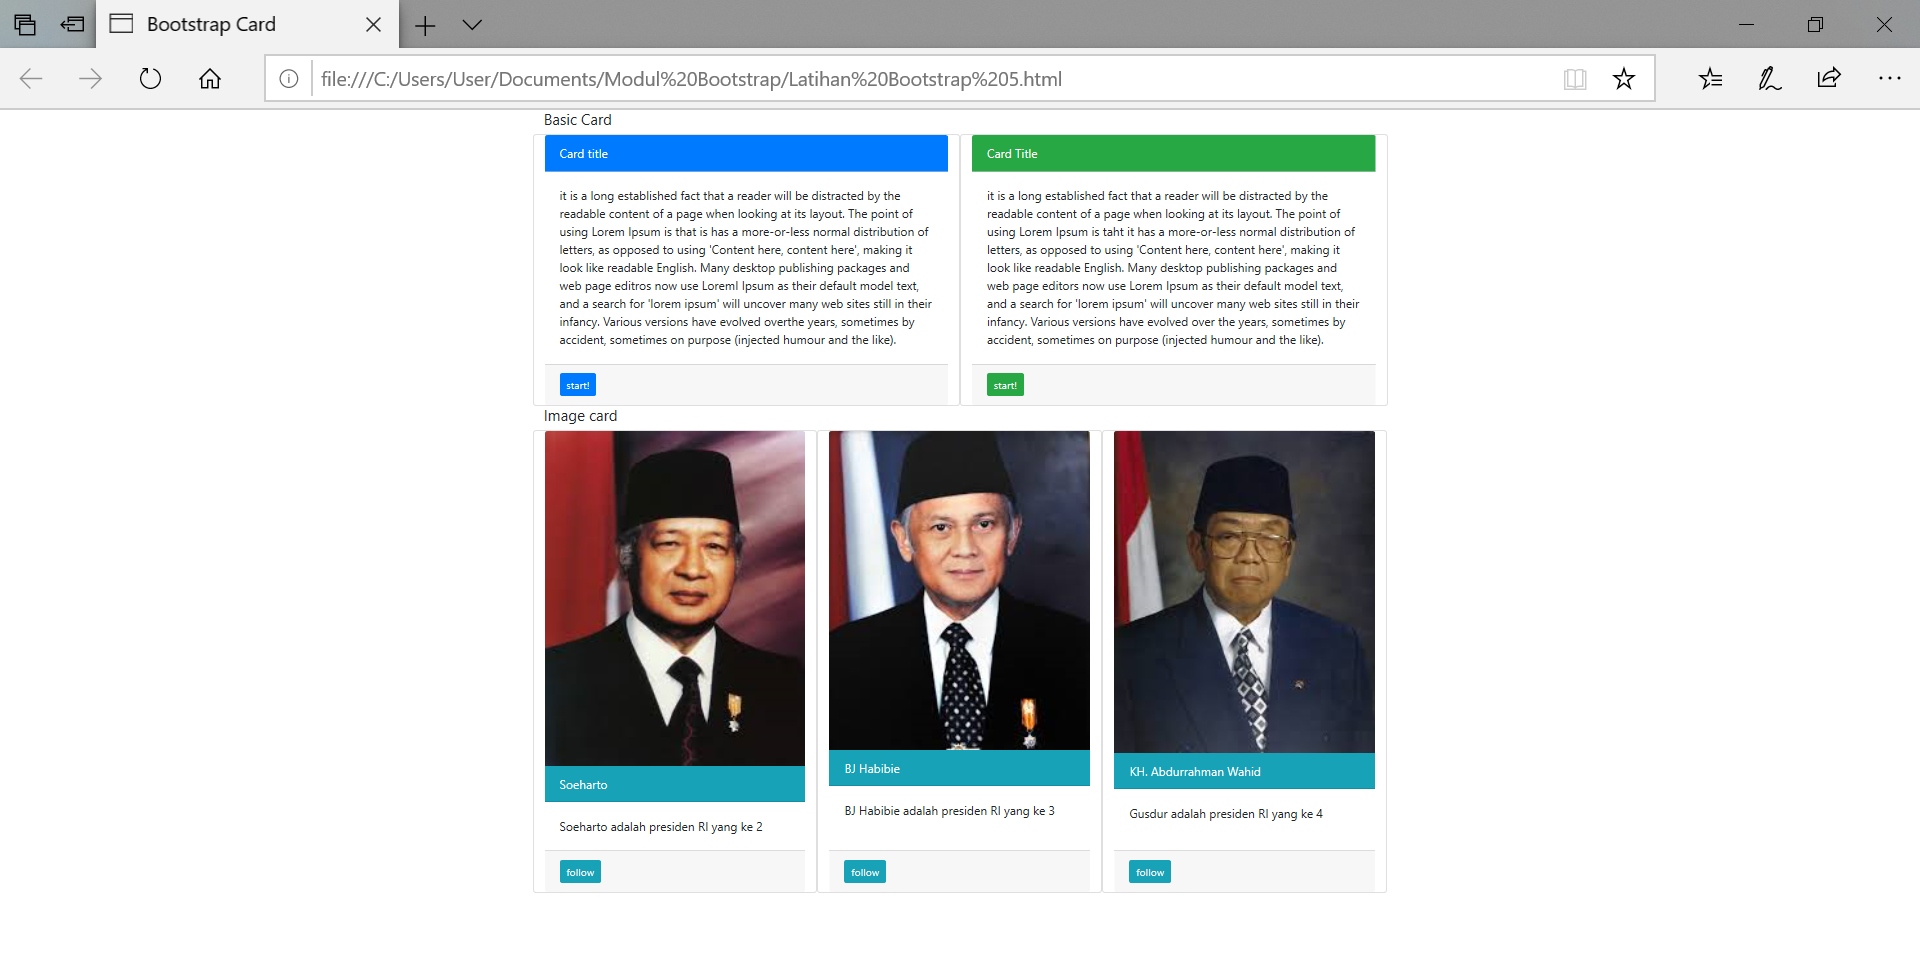 Bootstrap Card
file:///C:/Users/User/Documents/Modul%20Bootstrap/Latihan%20Bootstrap%205.html
Basic Card
Card title
it is a long established fact that a reader will be distracted by the
readable content of a page when looking at its layout. The point of
using Lorem Ipsum is that is has a more-or-less normal distribution of
letters, as opposed to using 'Content here, content here', making it
look like readable English. Many desktop publishing packages and
web page editros now use Loreml Ipsum as their default model text,
and a search for 'lorem ipsum' will uncover many web sites still in their
infancy. Various versions have evolved overthe years, sometimes by
accident, sometimes on purpose (injected humour and the like).
start!
Card Title
it is a long established fact that a reader will be distracted by the
readable content of a page when looking at its layout. The point of
using Lorem Ipsum is taht it has a more-or-less normal distribution of
letters, as opposed to using 'Content here, content here', making it
look like readable English. Many desktop publishing packages and
web page editors now use Lorem Ipsum as their default model text,
and a search for 'lorem ipsum' will uncover many web sites still in their
infancy. Various versions have evolved over the years, sometimes by
accident, sometimes on purpose (injected humour and the like).
start!
Image card
Soeharto
Soeharto adalah presiden RI yang ke 2
follow
BJ Habibie
BJ Habibie adalah presiden RI yang ke 3
follow
KH. Abdurrahman Wahid
Gusdur adalah presiden RI yang ke 4
follow